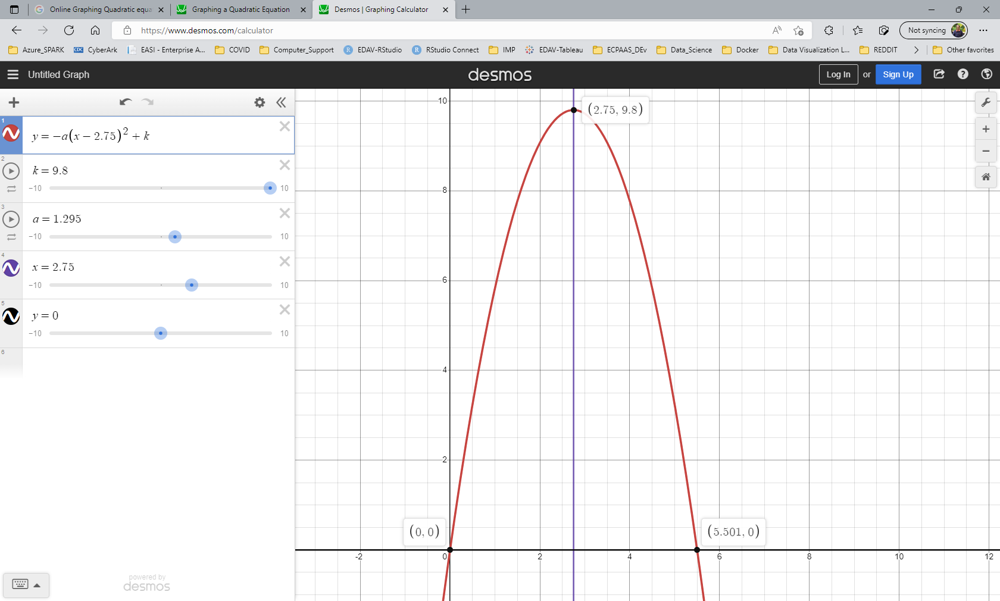 Online Graphing Quadratic equa
Graphing a Quadratic Equation
Desmos | Graphing Calculator
https://www.desmos.com/calculator
Not syncing
Azure_SPARK
CDC CyberArk
EASI - Enterprise A...
COVID
Computer_Support
R EDAV-RStudio
R RStudio Connect
IMP
EDAV-Tableau
ECPAAS_DEv
Data_Science
Docker
Data Visualization L...
REDDIT
Other favorites
Untitled Graph
desmos
Log In or Sign Up
1
y = −a(x − 2.75)² + k
2
k = 9.8
−10 10
3
a = 1.295
−10 10
4
x = 2.75
−10 10
5
y = 0
−10 10
6
powered by
desmos
10
(2.75, 9.8)
8
6
4
2
(0, 0)
(5.501, 0)
-2 0 2 4 6 8 10 12